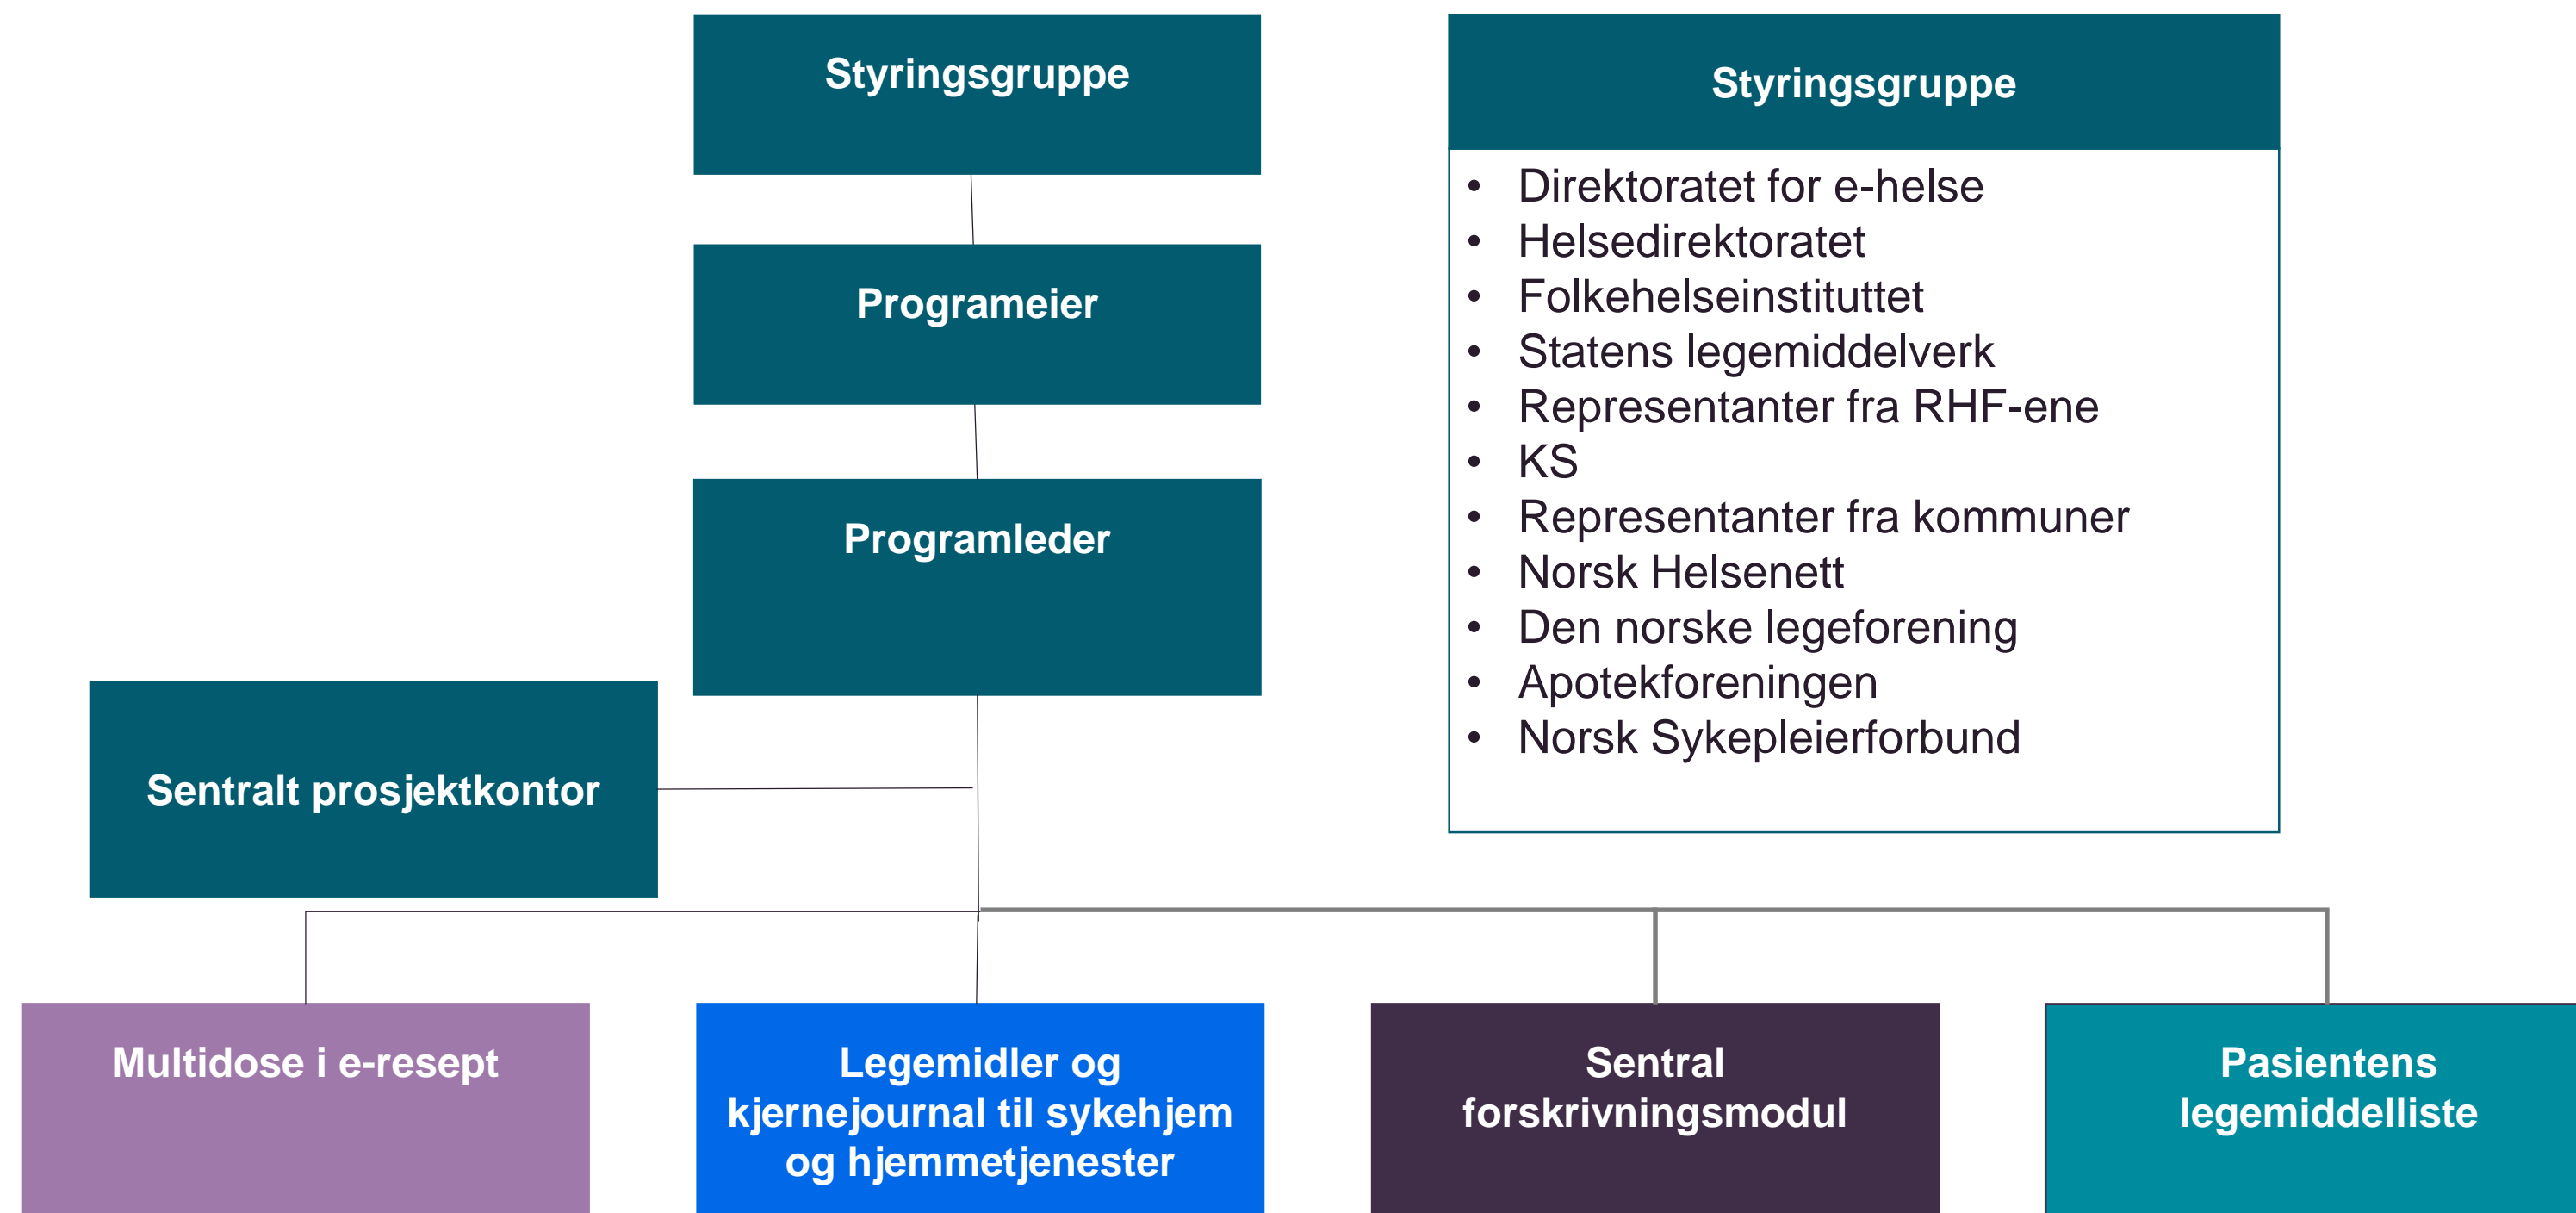 Styringsgruppe
Programeier
Programleder
Sentralt prosjektkontor
Styringsgruppe
• Direktoratet for e-helse
• Helsedirektoratet
• Folkehelseinstituttet
• Statens legemiddelverk
• Representanter fra RHF-ene
• KS
• Representanter fra kommuner
• Norsk Helsenett
• Den norske legeforening
• Apotekforeningen
• Norsk Sykepleierforbund
Multidose i e-resept
Legemidler og
kjernejournal til sykehjem
og hjemmetjenester
Sentral
forskrivningsmodul
Pasientens
legemiddelliste